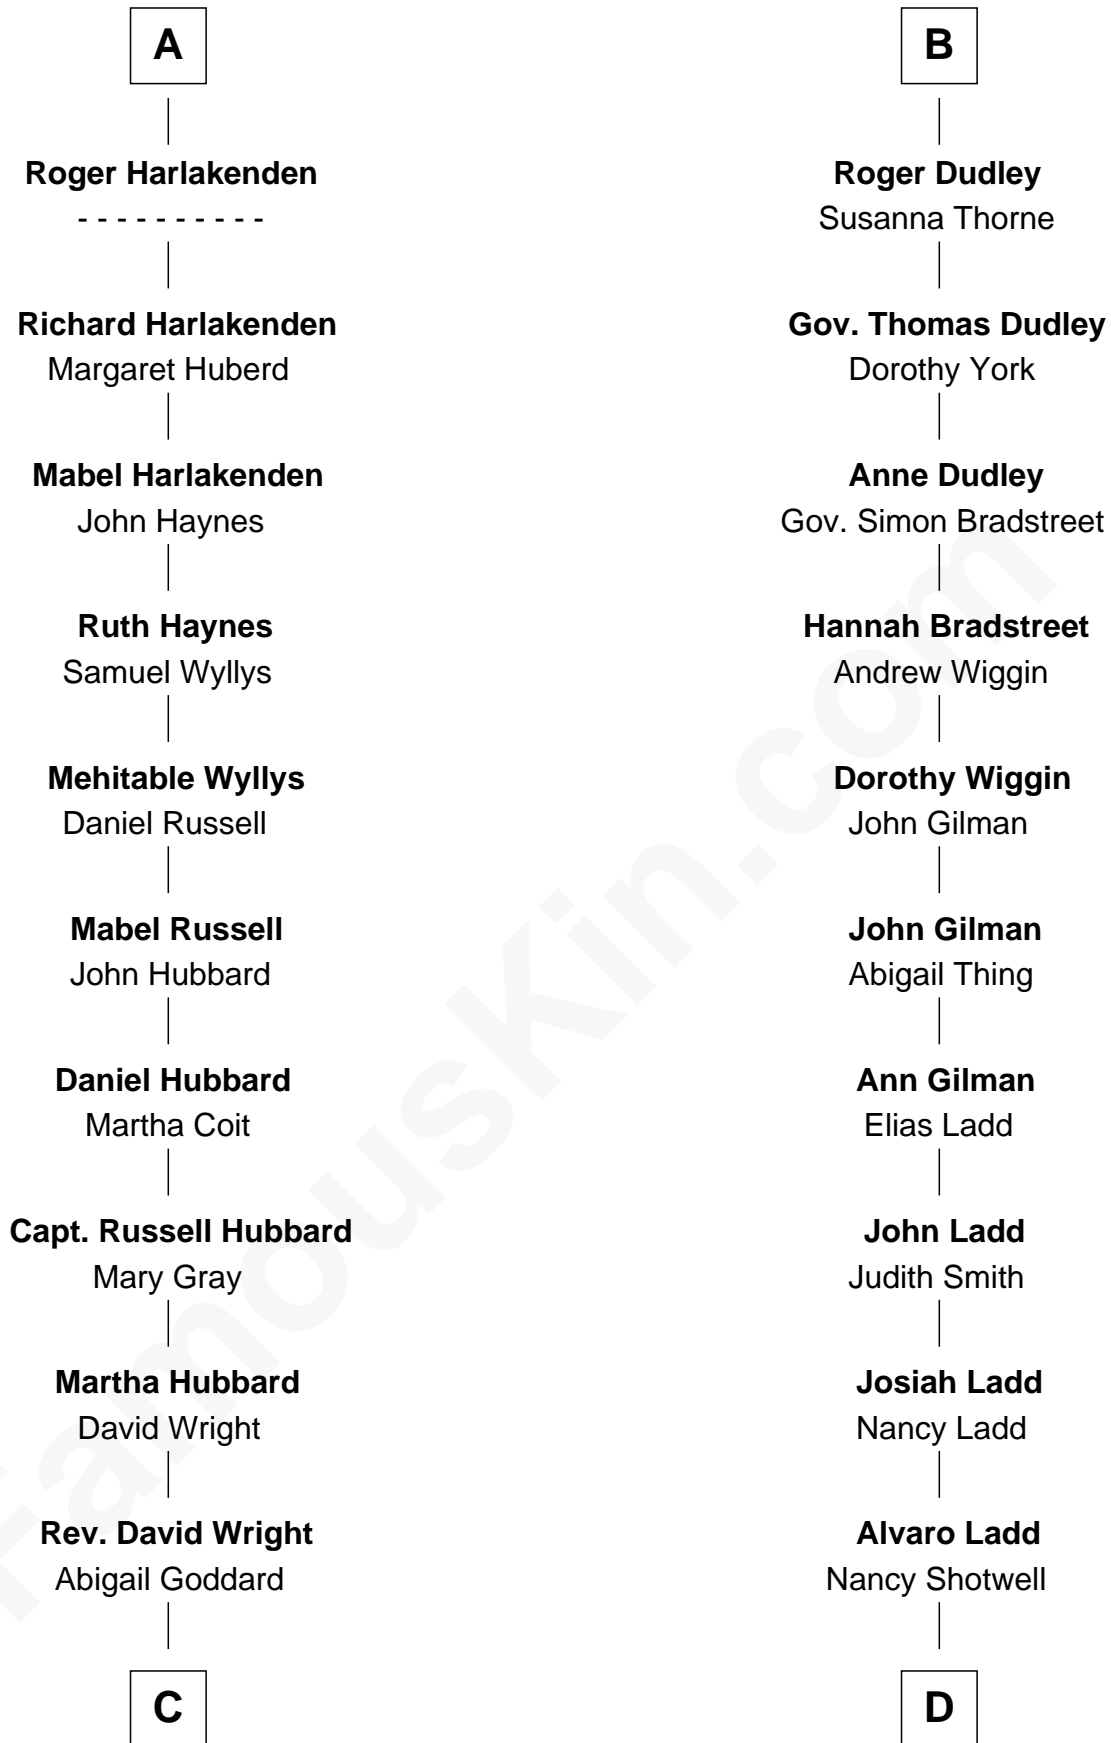 A
Roger Harlakenden
- - - - - - - - - -
Richard Harlakenden
Margaret Huberd
Mabel Harlakenden
John Haynes
Ruth Haynes
Samuel Wyllys
Mehitable Wyllys
Daniel Russell
Mabel Russell
John Hubbard
Daniel Hubbard
Martha Coit
Capt. Russell Hubbard
Mary Gray
Martha Hubbard
David Wright
Rev. David Wright
Abigail Goddard
C
B
Roger Dudley
Susanna Thorne
Gov. Thomas Dudley
Dorothy York
Anne Dudley
Gov. Simon Bradstreet
Hannah Bradstreet
Andrew Wiggin
Dorothy Wiggin
John Gilman
John Gilman
Abigail Thing
Ann Gilman
Elias Ladd
John Ladd
Judith Smith
Josiah Ladd
Nancy Ladd
Alvaro Ladd
Nancy Shotwell
D
FamousKin.com